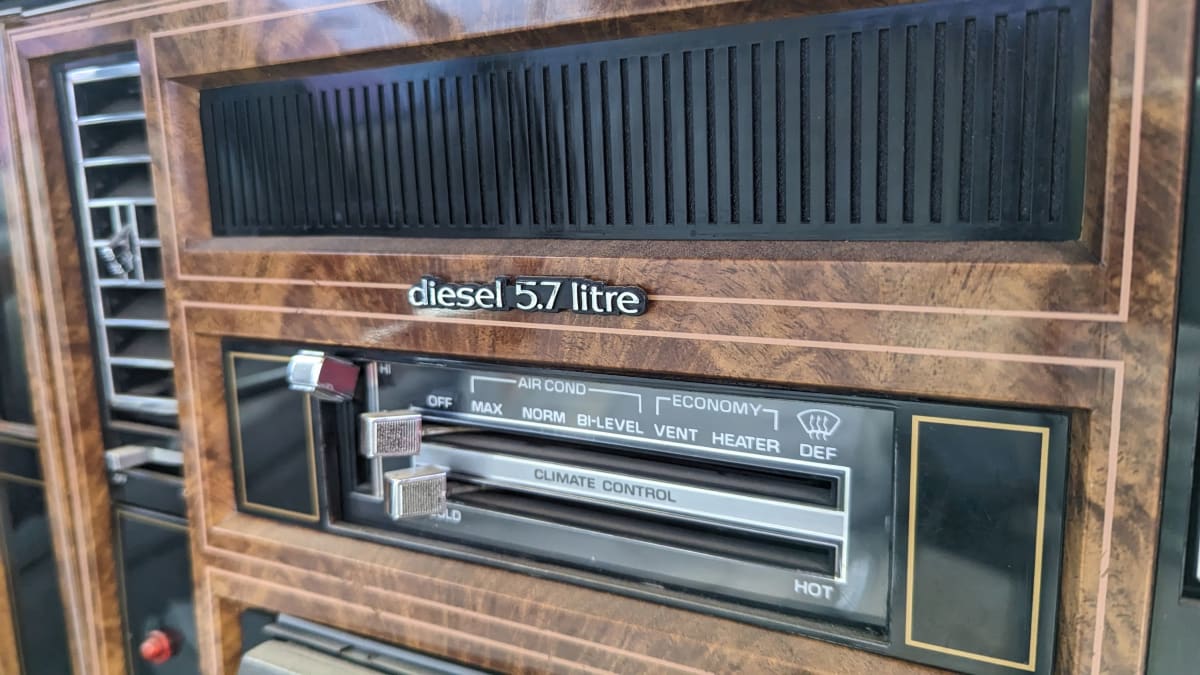 diesel 5.7 litre
HI
AIR COND
ECONOMY
OFF MAX NORM BI-LEVEL VENT HEATER DEF
CLIMATE CONTROL
HOT